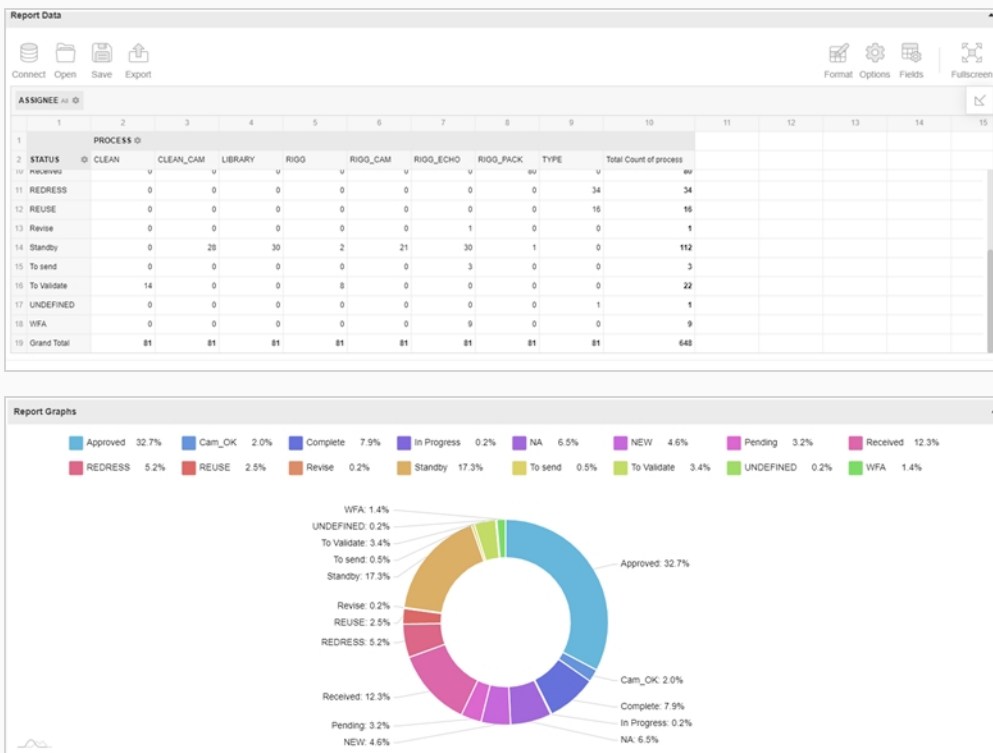 Report Data
Connect Open Save Export Format Options Fields Fullscreen
ASSIGNEE All
1 2 3 4 5 6 7 8 9 10 11 12 13 14 15
1 PROCESS
2 STATUS CLEAN CLEAN_CAM LIBRARY RIGG RIGG_CAM RIGG_ECHO RIGG_PACK TYPE Total Count of process
10 Received 0 0 0 0 0 0 80 0 80
11 REDRESS 0 0 0 0 0 0 0 34 34
12 REUSE 0 0 0 0 0 0 0 16 16
13 Revise 0 0 0 0 0 1 0 0 1
14 Standby 0 28 30 2 21 30 1 0 112
15 To send 0 0 0 0 0 3 0 0 3
16 To Validate 14 0 0 8 0 0 0 0 22
17 UNDEFINED 0 0 0 0 0 0 0 1 1
18 WFA 0 0 0 0 0 9 0 0 9
19 Grand Total 81 81 81 81 81 81 81 81 648
Report Graphs
Approved 32.7% Cam_OK 2.0% Complete 7.9% In Progress 0.2% NA 6.5% NEW 4.6% Pending 3.2% Received 12.3%
REDRESS 5.2% REUSE 2.5% Revise 0.2% Standby 17.3% To send 0.5% To Validate 3.4% UNDEFINED 0.2% WFA 1.4%
WFA: 1.4%
UNDEFINED: 0.2%
To Validate: 3.4%
To send: 0.5%
Standby: 17.3%
Revise: 0.2%
REUSE: 2.5%
REDRESS: 5.2%
Received: 12.3%
Pending: 3.2%
NEW: 4.6%
Approved: 32.7%
Cam_OK: 2.0%
Complete: 7.9%
In Progress: 0.2%
NA: 6.5%